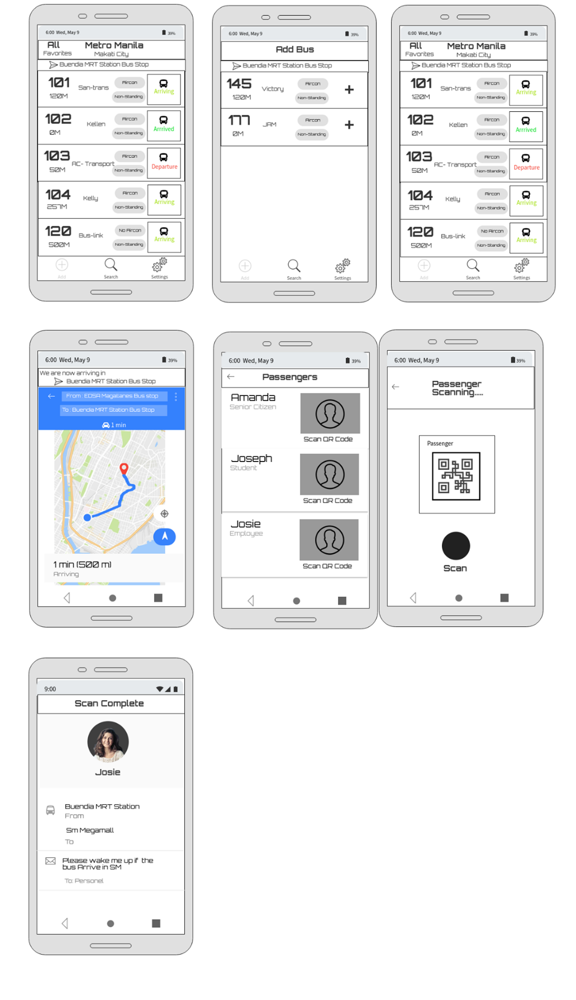 6:00 Wed, May 9 39%
All Metro Manila
Favorites Makati City
Buendia MRT Station Bus Stop
101 San-trans Aircon Arriving
120M Non-Standing
102 Kellen Aircon Arrrived
0M Non-Standing
103 AC- Transport Aircon Departure
50M Non-Standing
104 Kelly Aircon Arriving
257M Non-Standing
120 Bus-link No Aircon Arriving
500M Non-Standing
Add Search Settings
6:00 Wed, May 9 39%
Add Bus
Buendia MRT Station Bus Stop
145 Victory Aircon +
120M Non-Standing
177 JAM Aircon +
0M Non-Standing
Add Search Settings
6:00 Wed, May 9 39%
All Metro Manila
Favorites Makati City
Buendia MRT Station Bus Stop
101 San-trans Aircon Arriving
120M Non-Standing
102 Kellen Aircon Arrrived
0M Non-Standing
103 AC- Transport Aircon Departure
50M Non-Standing
104 Kelly Aircon Arriving
257M Non-Standing
120 Bus-link No Aircon Arriving
500M Non-Standing
Add Search Settings
6:00 Wed, May 9 39%
We are now arriving in
Buendia MRT Station Bus Stop
From : EDSA Magallanes Bus stop
To : Buendia MRT Station Bus Stop
1 min
1 min (500 m)
Arriving
6:00 Wed, May 9 39%
Passengers
Amanda
Senior Citizen
Scan QR Code
Joseph
Student
Scan QR Code
Josie
Employee
Scan QR Code
6:00 Wed, May 9 39%
Passenger
Scanning.....
Passenger
Scan
9:00
Scan Complete
Josie
Buendia MRT Station
From
Sm Megamall
To
Please wake me up if the
bus Arrive in SM
To: Personel